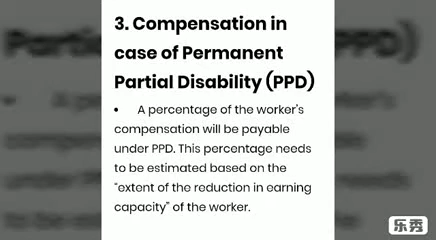 3. Compensation in
case of Permanent
Partial Disability (PPD)
• A percentage of the worker's
compensation will be payable
under PPD. This percentage needs
to be estimated based on the
“extent of the reduction in earning
capacity” of the worker.
乐秀